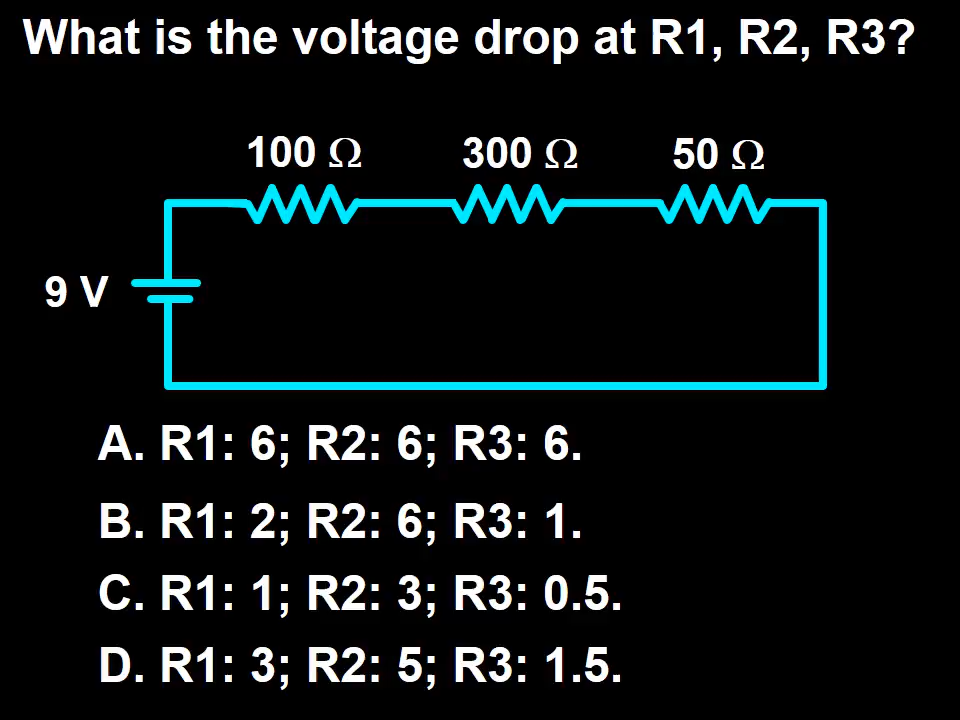 What is the voltage drop at R1, R2, R3?
100 Ω 300 Ω 50 Ω
9 V
A. R1: 6; R2: 6; R3: 6.
B. R1: 2; R2: 6; R3: 1.
C. R1: 1; R2: 3; R3: 0.5.
D. R1: 3; R2: 5; R3: 1.5.